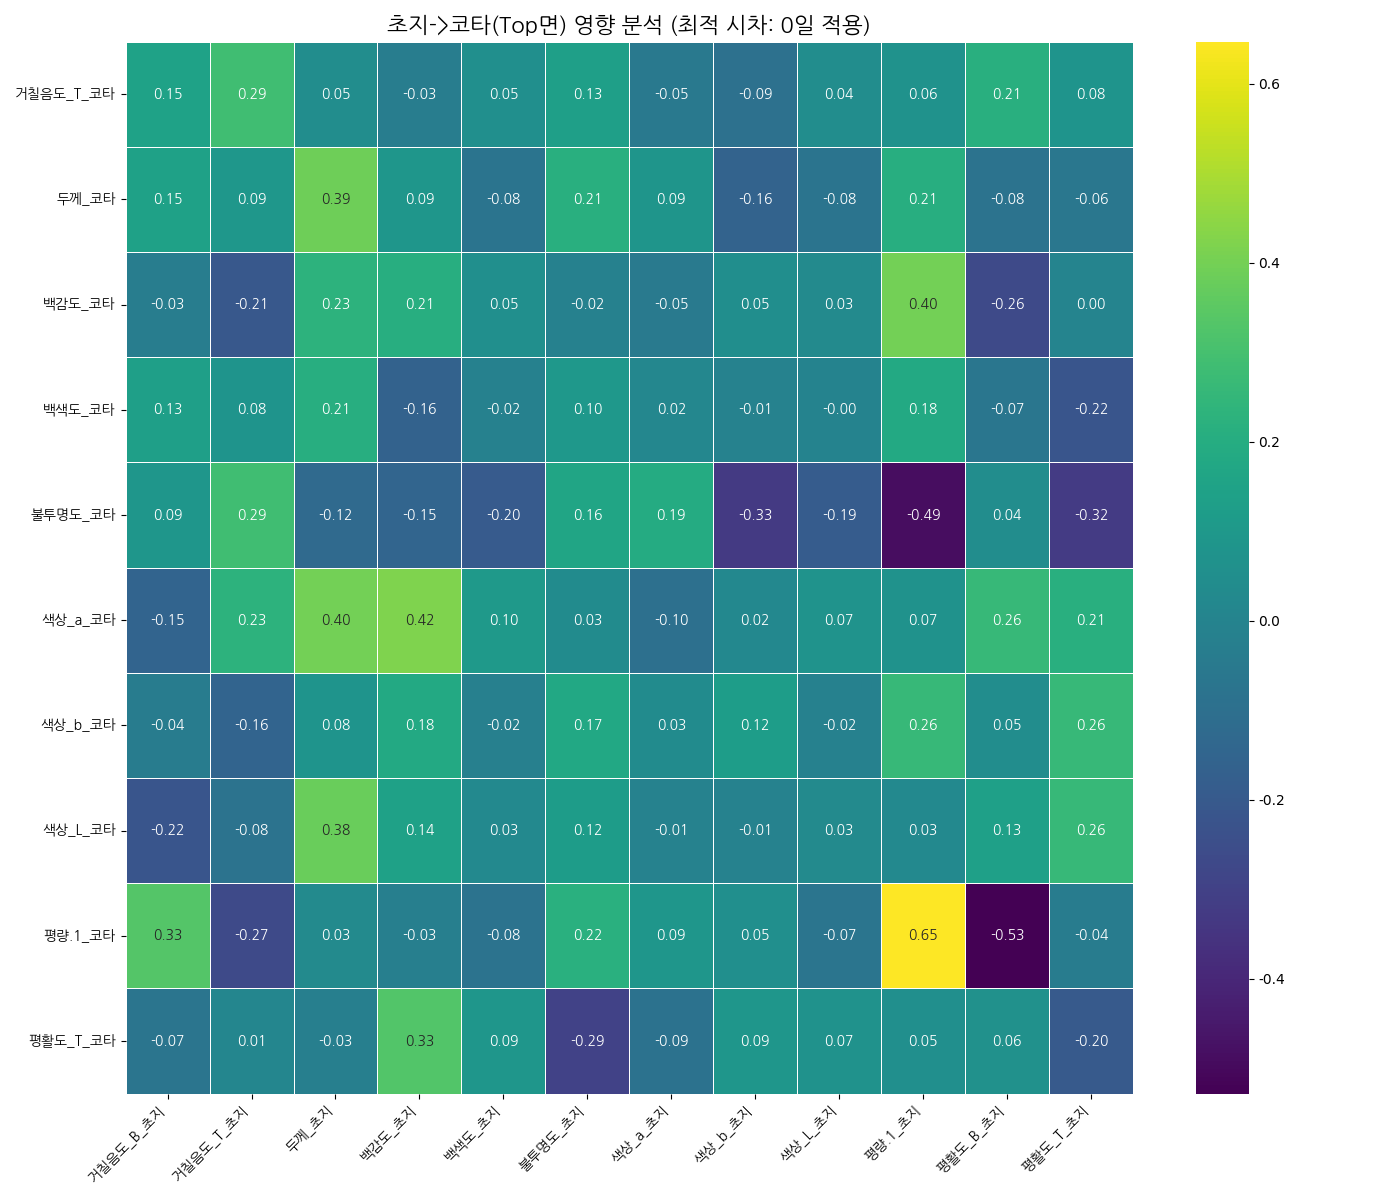 초지->코타(Top면) 영향 분석 (최적 시차: 0일 적용)
거칠음도_T_코타 0.15 0.29 0.05 -0.03 0.05 0.13 -0.05 -0.09 0.04 0.06 0.21 0.08
두께_코타 0.15 0.09 0.39 0.09 -0.08 0.21 0.09 -0.16 -0.08 0.21 -0.08 -0.06
백감도_코타 -0.03 -0.21 0.23 0.21 0.05 -0.02 -0.05 0.05 0.03 0.40 -0.26 0.00
백색도_코타 0.13 0.08 0.21 -0.16 -0.02 0.10 0.02 -0.01 -0.00 0.18 -0.07 -0.22
불투명도_코타 0.09 0.29 -0.12 -0.15 -0.20 0.16 0.19 -0.33 -0.19 -0.49 0.04 -0.32
색상_a_코타 -0.15 0.23 0.40 0.42 0.10 0.03 -0.10 0.02 0.07 0.07 0.26 0.21
색상_b_코타 -0.04 -0.16 0.08 0.18 -0.02 0.17 0.03 0.12 -0.02 0.26 0.05 0.26
색상_L_코타 -0.22 -0.08 0.38 0.14 0.03 0.12 -0.01 -0.01 0.03 0.03 0.13 0.26
평량.1_코타 0.33 -0.27 0.03 -0.03 -0.08 0.22 0.09 0.05 -0.07 0.65 -0.53 -0.04
평활도_T_코타 -0.07 0.01 -0.03 0.33 0.09 -0.29 -0.09 0.09 0.07 0.05 0.06 -0.20
거칠음도_B_초지
거칠음도_T_초지
두께_초지
백감도_초지
백색도_초지
불투명도_초지
색상_a_초지
색상_b_초지
색상_L_초지
평량.1_초지
평활도_B_초지
평활도_T_초지
0.6
0.4
0.2
0.0
-0.2
-0.4